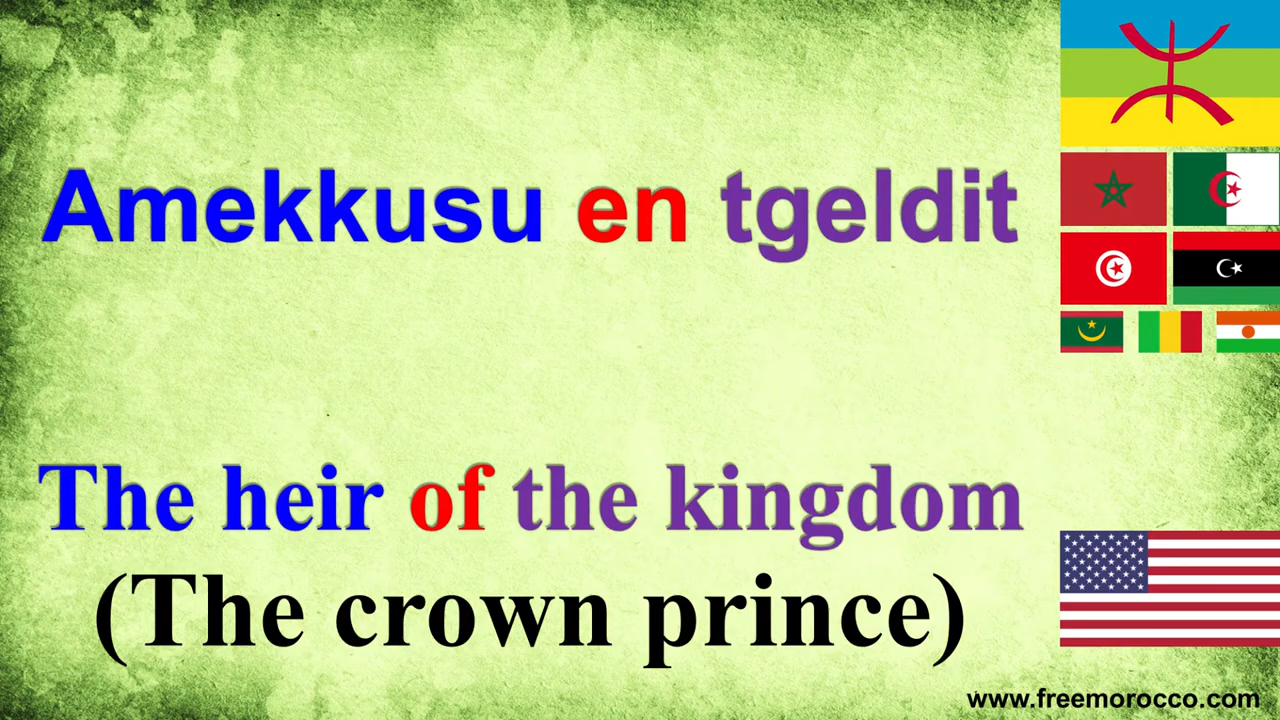 Amekkusu en tgeldit
The heir of the kingdom
(The crown prince)
www.freemorocco.com